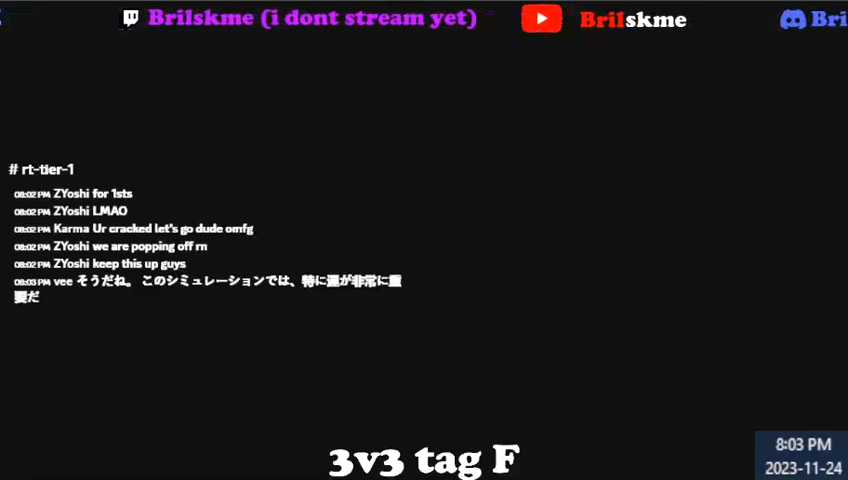 Brilskme (i dont stream yet) Brilskme Bri
# rt-tier-1
08:02 PM ZYoshi for 1sts
08:02 PM ZYoshi LMAO
08:02 PM Karma Ur cracked let's go dude omfg
08:02 PM ZYoshi we are popping off rn
08:02 PM ZYoshi keep this up guys
08:03 PM vee そうだね。 このシミュレーションでは、特に運が非常に重
要だ
3v3 tag F
8:03 PM
2023-11-24